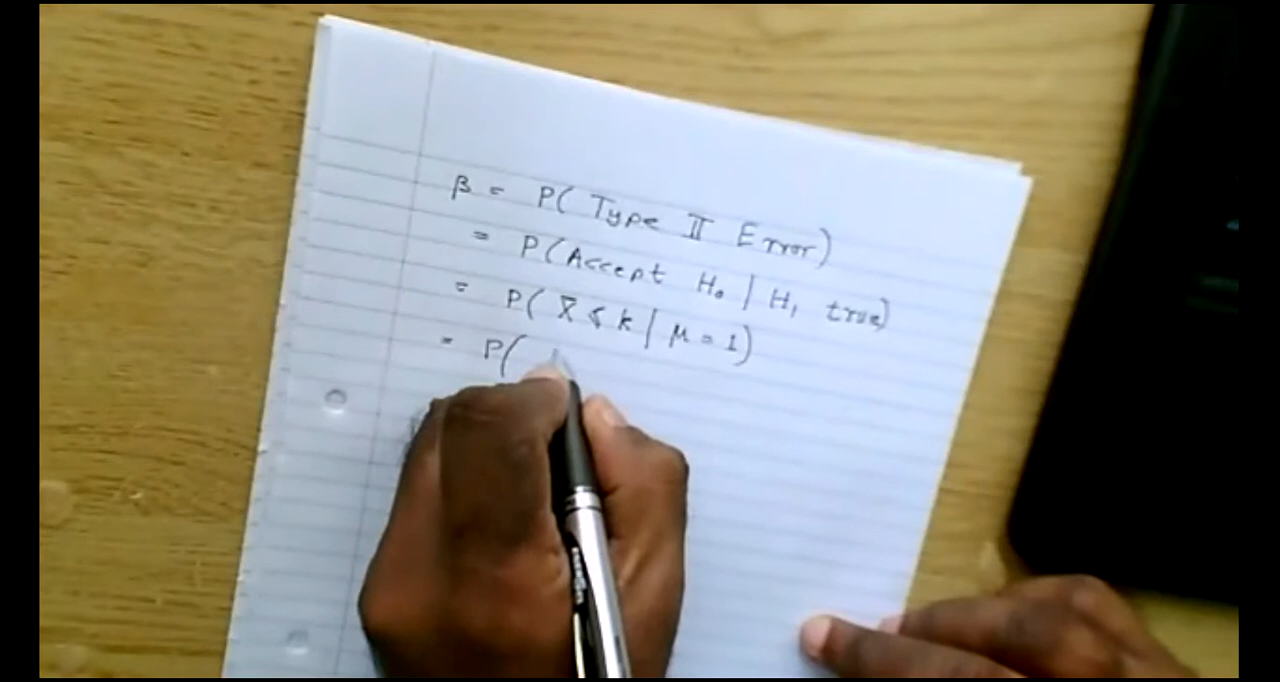 β = P( Type II Error)
= P(Accept H₀ | H₁ true)
= P( X̄ ≤ k | μ = 1)
= P(